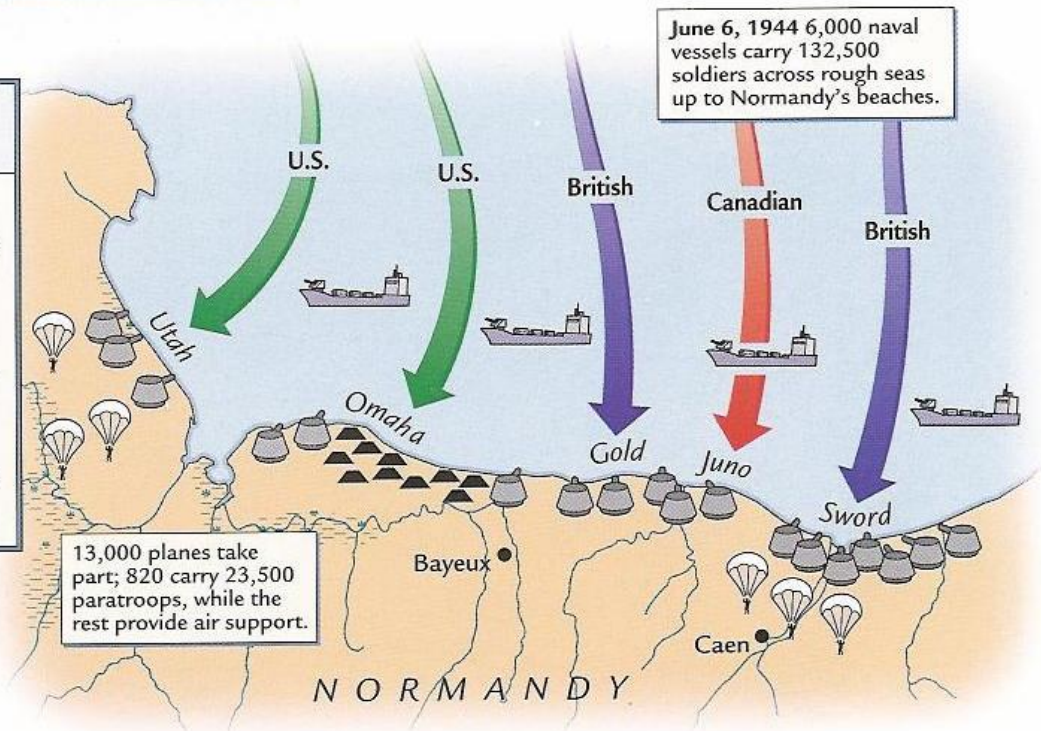 June 6, 1944 6,000 naval
vessels carry 132,500
soldiers across rough seas
up to Normandy's beaches.
U.S.
U.S.
British
Canadian
British
Utah
Omaha
Gold
Juno
Sword
13,000 planes take
part; 820 carry 23,500
paratroops, while the
rest provide air support.
Bayeux
Caen
NORMANDY